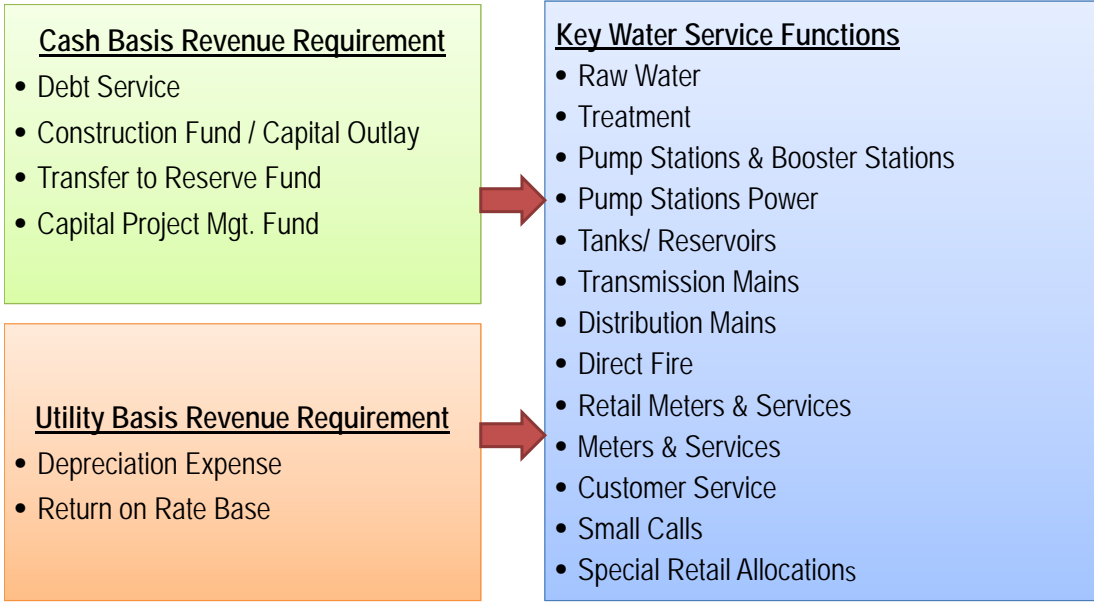 Cash Basis Revenue Requirement
• Debt Service
• Construction Fund / Capital Outlay
• Transfer to Reserve Fund
• Capital Project Mgt. Fund
Utility Basis Revenue Requirement
• Depreciation Expense
• Return on Rate Base
Key Water Service Functions
• Raw Water
• Treatment
• Pump Stations & Booster Stations
• Pump Stations Power
• Tanks/ Reservoirs
• Transmission Mains
• Distribution Mains
• Direct Fire
• Retail Meters & Services
• Meters & Services
• Customer Service
• Small Calls
• Special Retail Allocations